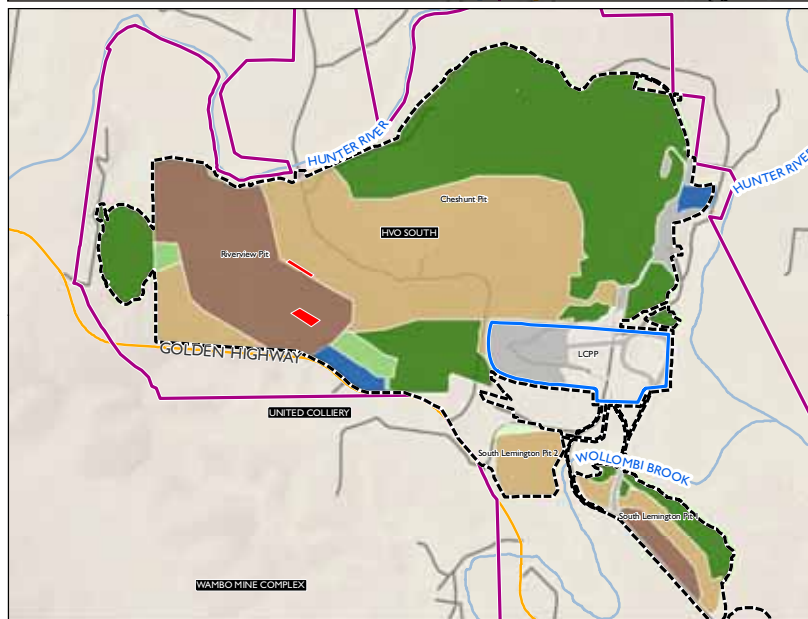 HUNTER RIVER
HUNTER RIVER
Cheshunt Pit
HVO SOUTH
Riverview Pit
GOLDEN HIGHWAY
LCPP
UNITED COLLIERY
South Lemington Pit 2
WOLLOMBI BROOK
South Lemington Pit 1
WAMBO MINE COMPLEX